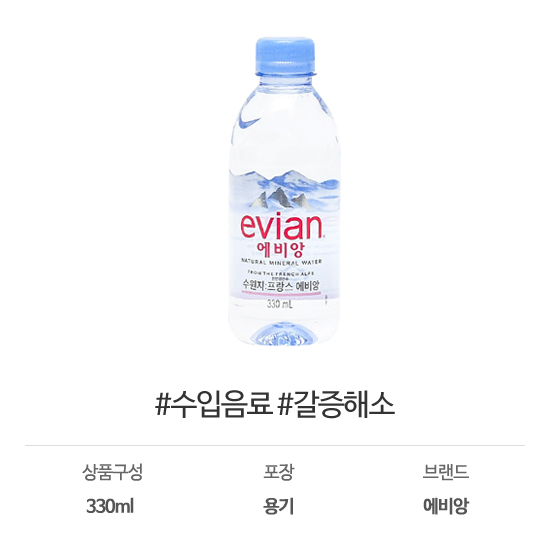 evian
에비앙
NATURAL MINERAL WATER
FROM THE FRENCH ALPS
수원지:프랑스 에비앙
330 mL
#수입음료 #갈증해소
상품구성 포장 브랜드
330ml 용기 에비앙